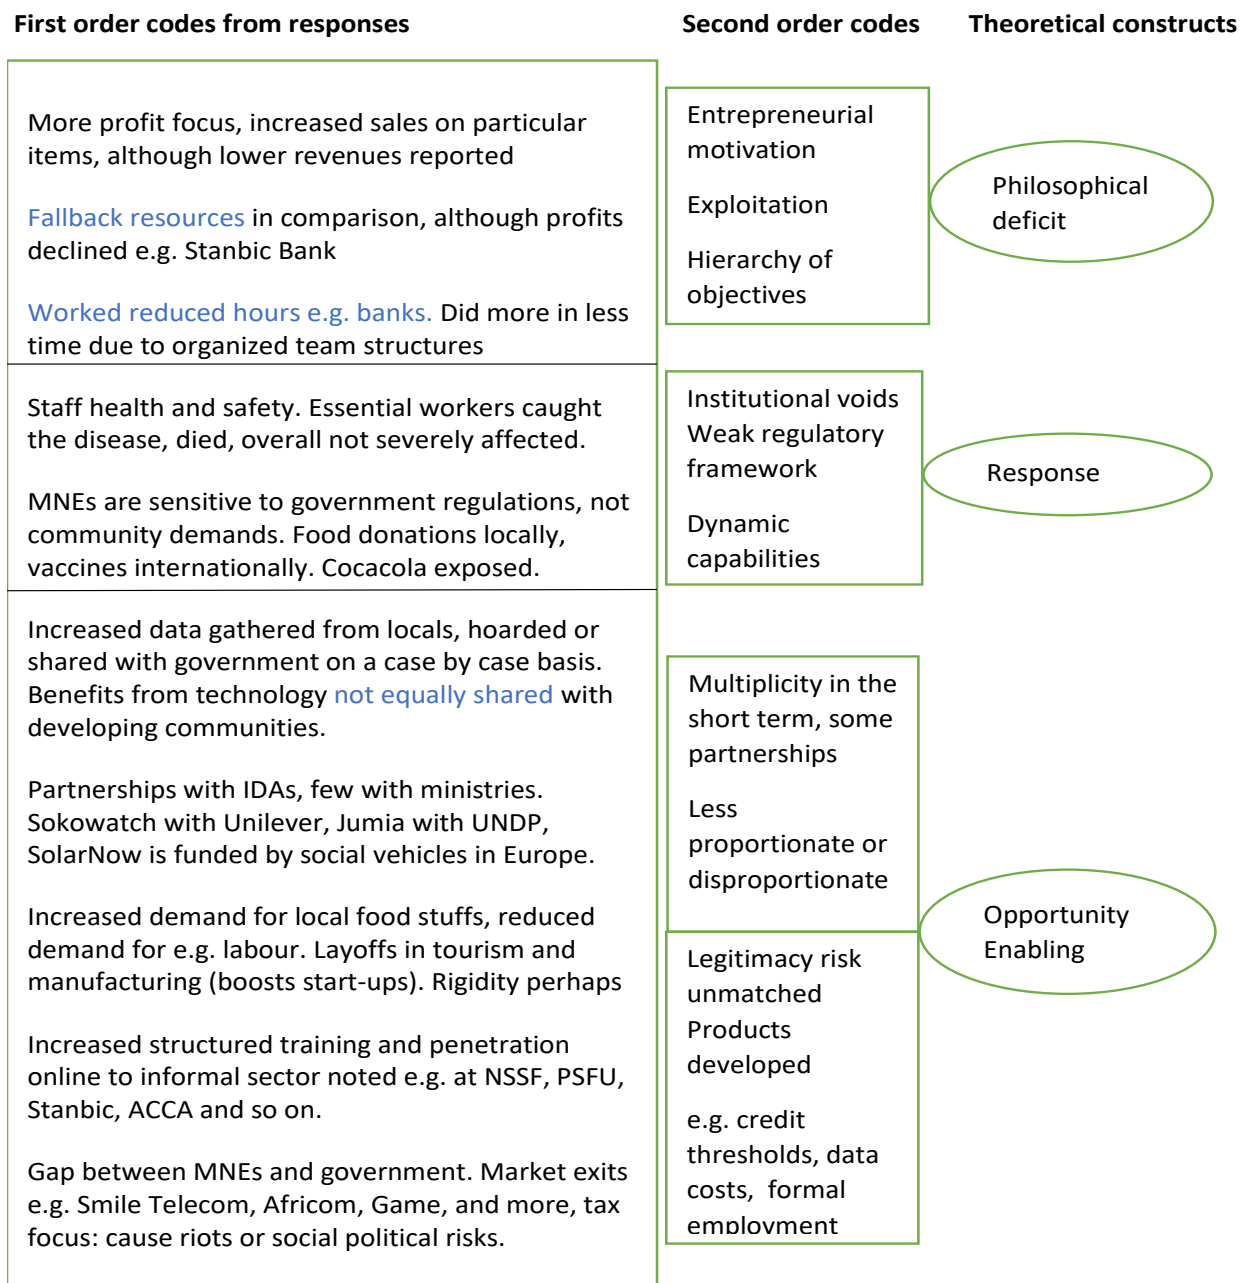 First order codes from responses
Second order codes
Theoretical constructs
More profit focus, increased sales on particular
items, although lower revenues reported
Fallback resources in comparison, although profits
declined e.g. Stanbic Bank
Worked reduced hours e.g. banks. Did more in less
time due to organized team structures
Entrepreneurial
motivation
Exploitation
Hierarchy of
objectives
Philosophical
deficit
Staff health and safety. Essential workers caught
the disease, died, overall not severely affected.
MNEs are sensitive to government regulations, not
community demands. Food donations locally,
vaccines internationally. Cocacola exposed.
Institutional voids
Weak regulatory
framework
Dynamic
capabilities
Response
Increased data gathered from locals, hoarded or
shared with government on a case by case basis.
Benefits from technology not equally shared with
developing communities.
Partnerships with IDAs, few with ministries.
Sokowatch with Unilever, Jumia with UNDP,
SolarNow is funded by social vehicles in Europe.
Increased demand for local food stuffs, reduced
demand for e.g. labour. Layoffs in tourism and
manufacturing (boosts start-ups). Rigidity perhaps
Increased structured training and penetration
online to informal sector noted e.g. at NSSF, PSFU,
Stanbic, ACCA and so on.
Gap between MNEs and government. Market exits
e.g. Smile Telecom, Africom, Game, and more, tax
focus: cause riots or social political risks.
Multiplicity in the
short term, some
partnerships
Less
proportionate or
disproportionate
Legitimacy risk
unmatched
Products
developed
e.g. credit
thresholds, data
costs, formal
employment
Opportunity
Enabling